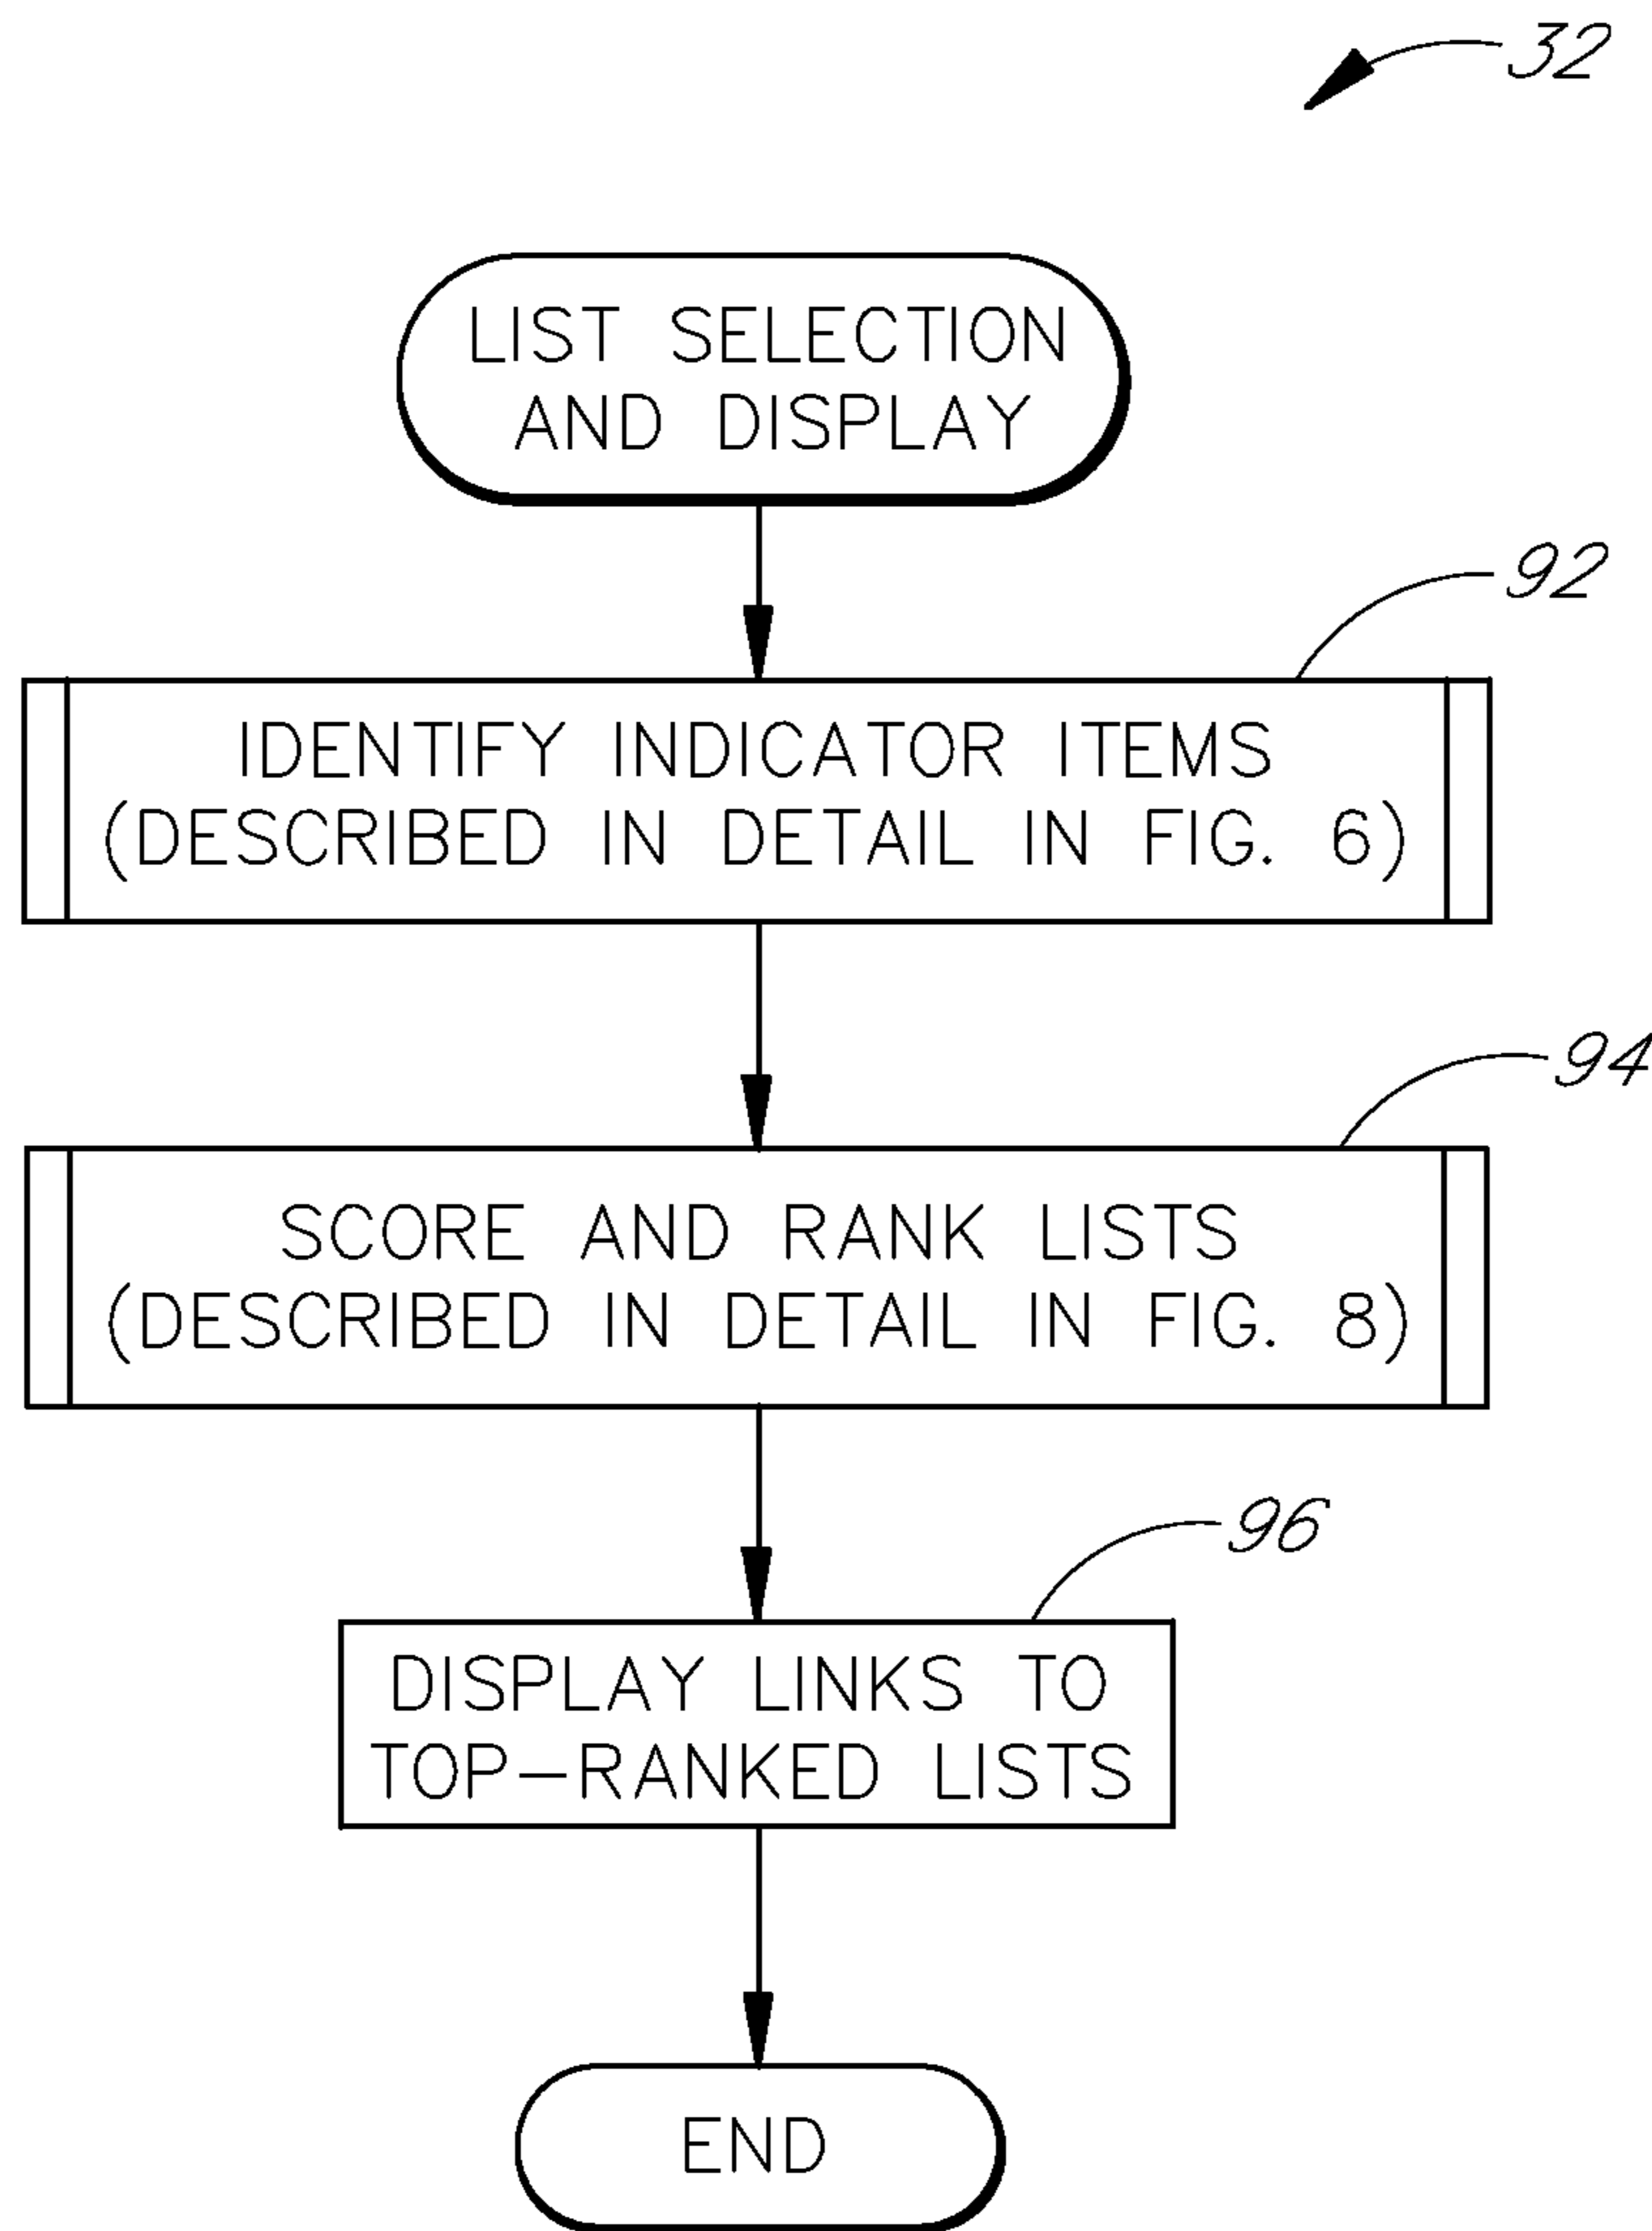 32
LIST SELECTION
AND DISPLAY
92
IDENTIFY INDICATOR ITEMS
(DESCRIBED IN DETAIL IN FIG. 6)
94
SCORE AND RANK LISTS
(DESCRIBED IN DETAIL IN FIG. 8)
96
DISPLAY LINKS TO
TOP-RANKED LISTS
END